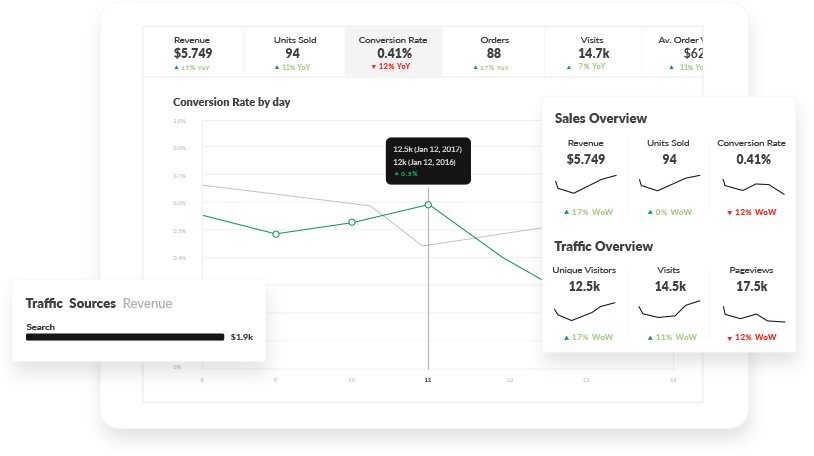 Revenue Units Sold Conversion Rate Orders Visits Av. Order
$5.749 94 0.41% 88 14.7k $62
▲ 17% YoY ▲ 11% YoY ▼ 12% YoY ▲ 17% YoY ▲ 7% YoY ▲ 11%
Conversion Rate by day
1.0%
0.8%
0.7%
0.6%
0.5%
0.4%
0%
8 9 10 11 12 13 14
12.5k (Jan 12, 2017)
12k (Jan 12, 2016)
▲ 0.5%
Sales Overview
Revenue Units Sold Conversion Rate
$5.749 94 0.41%
▲ 17% WoW ▲ 0% WoW ▼ 12% WoW
Traffic Overview
Unique Visitors Visits Pageviews
12.5k 14.5k 17.5k
▲ 17% WoW ▲ 11% WoW ▼ 12% WoW
Traffic Sources Revenue
Search
$1.9k